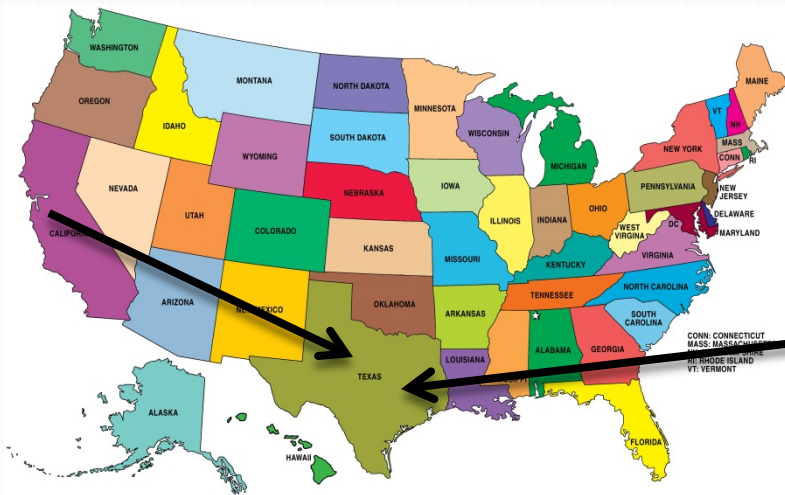 WASHINGTON
OREGON
IDAHO
MONTANA
NORTH DAKOTA
SOUTH DAKOTA
MINNESOTA
WISCONSIN
MICHIGAN
WYOMING
NEVADA
UTAH
COLORADO
NEBRASKA
IOWA
KANSAS
MISSOURI
ILLINOIS
INDIANA
OHIO
PENNSYLVANIA
NEW YORK
VT
NH
MAINE
MASS
CONN
RI
NEW
JERSEY
DELAWARE
MARYLAND
DC
WEST
VIRGINIA
VIRGINIA
KENTUCKY
NORTH CAROLINA
TENNESSEE
SOUTH
CAROLINA
ARIZONA
OKLAHOMA
ARKANSAS
TEXAS
LOUISIANA
ALABAMA
GEORGIA
FLORIDA
ALASKA
HAWAII
CONN: CONNECTICUT
RI: RHODE ISLAND
VT: VERMONT